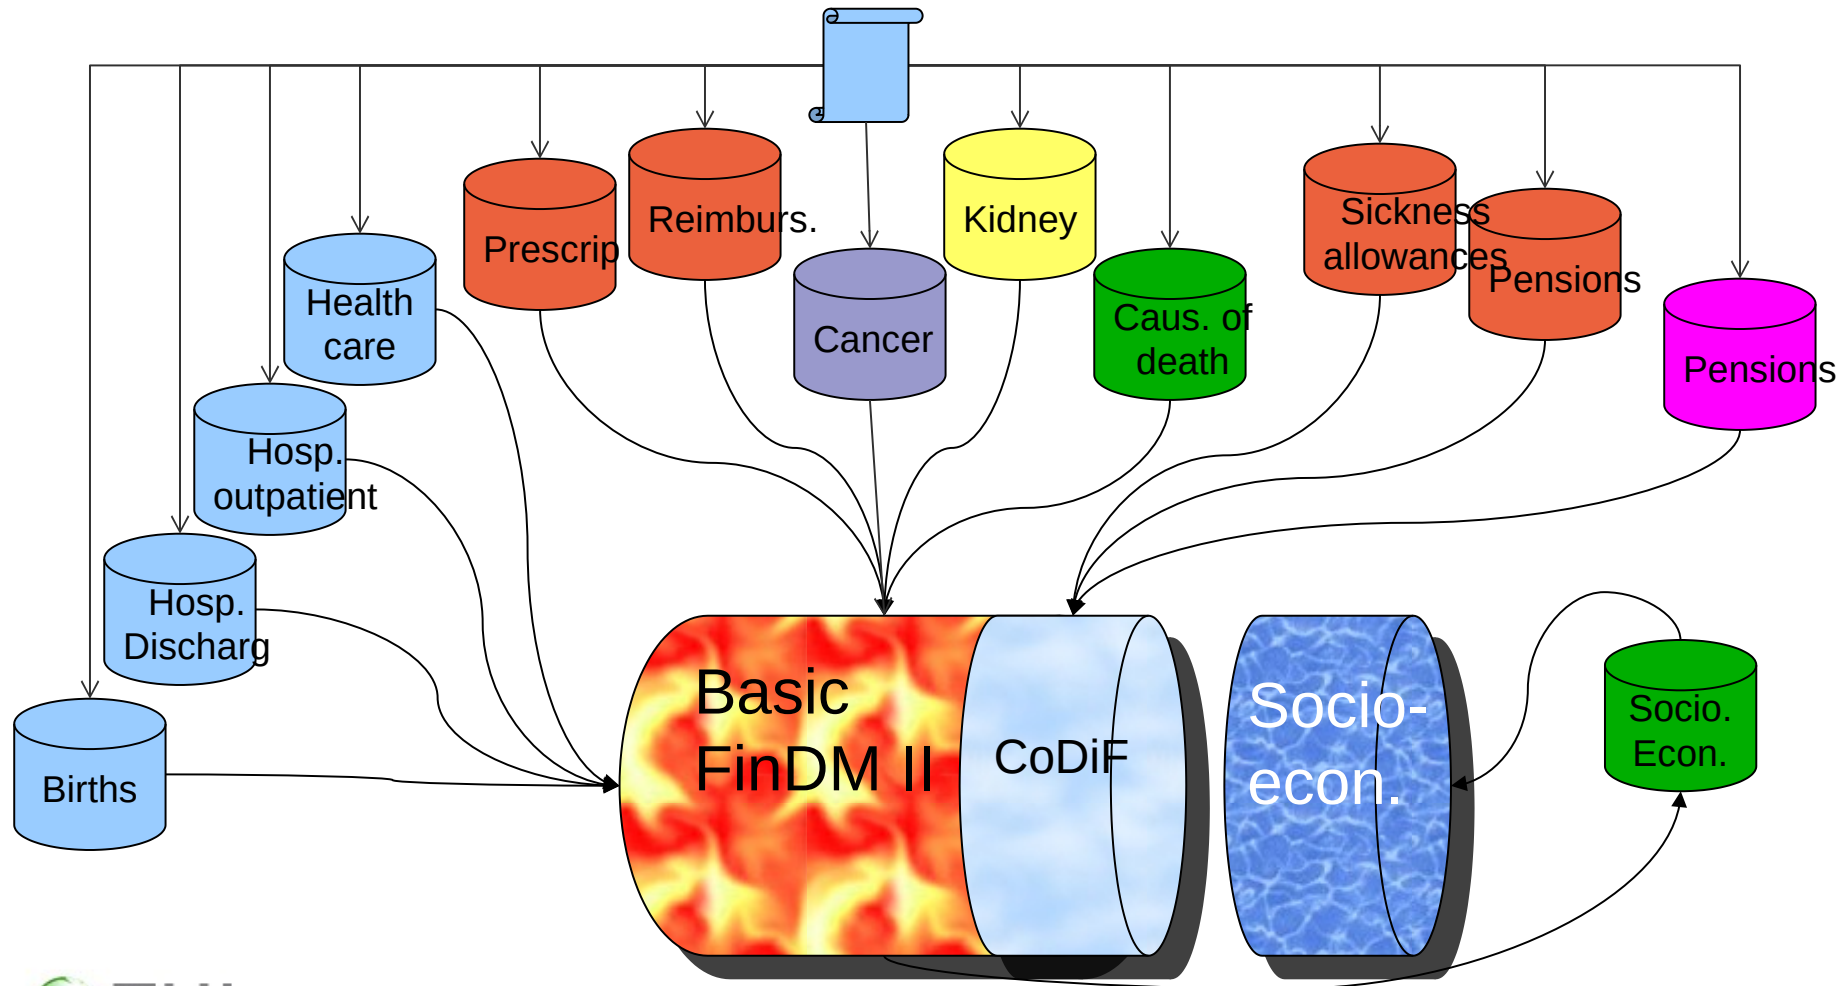 Reimburs.
Kidney
Sickness
allowances
Prescrip
Pensions
Health
care
Cancer
Caus. of
death
Pensions
Hosp.
outpatient
Hosp.
Discharg
Births
Basic
FinDM II
CoDiF
Socio-
econ.
Socio.
Econ.